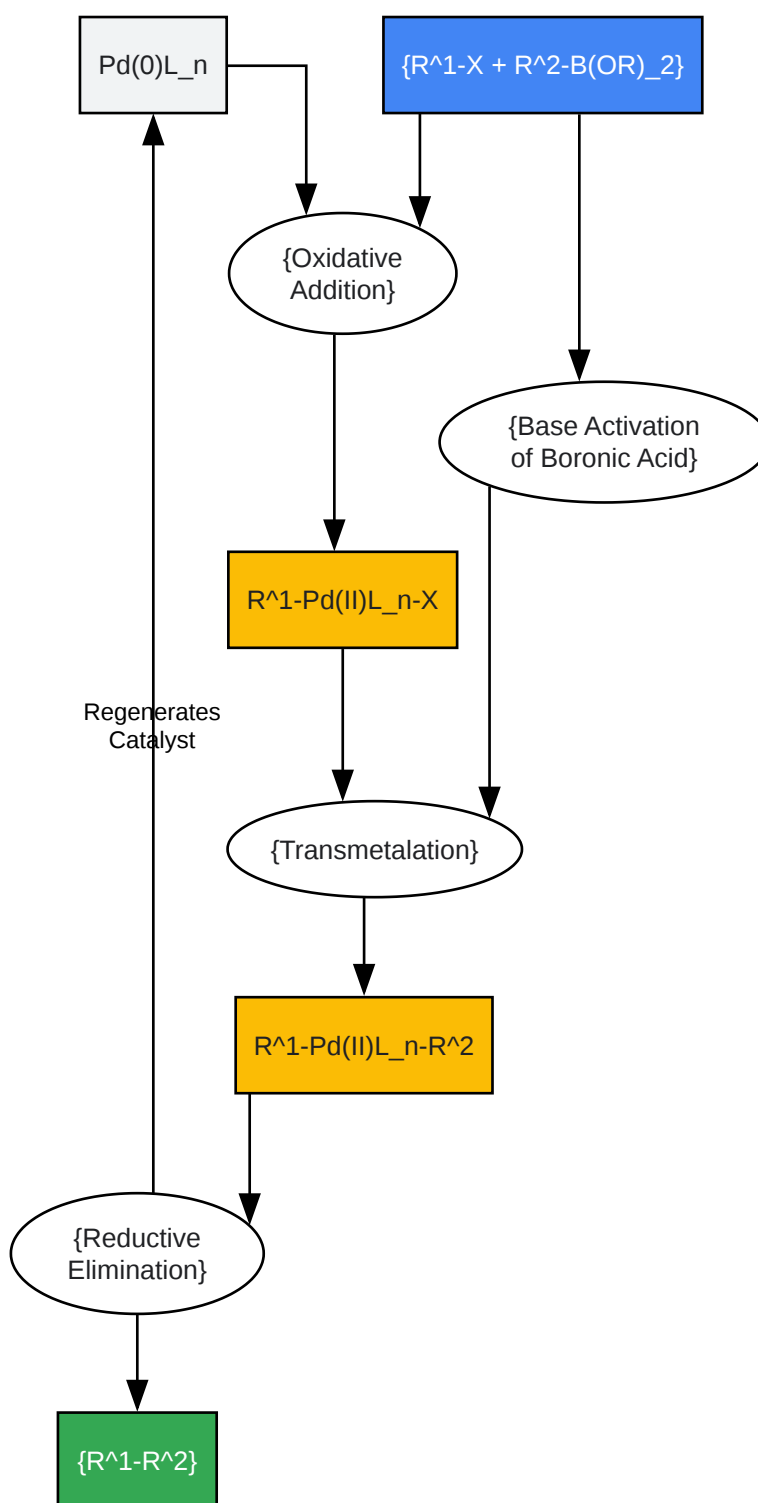 Pd(0)L_n
{R^1-X + R^2-B(OR)_2}
{Oxidative
Addition}
{Base Activation
of Boronic Acid}
R^1-Pd(II)L_n-X
Regenerates
Catalyst
{Transmetalation}
R^1-Pd(II)L_n-R^2
{Reductive
Elimination}
{R^1-R^2}